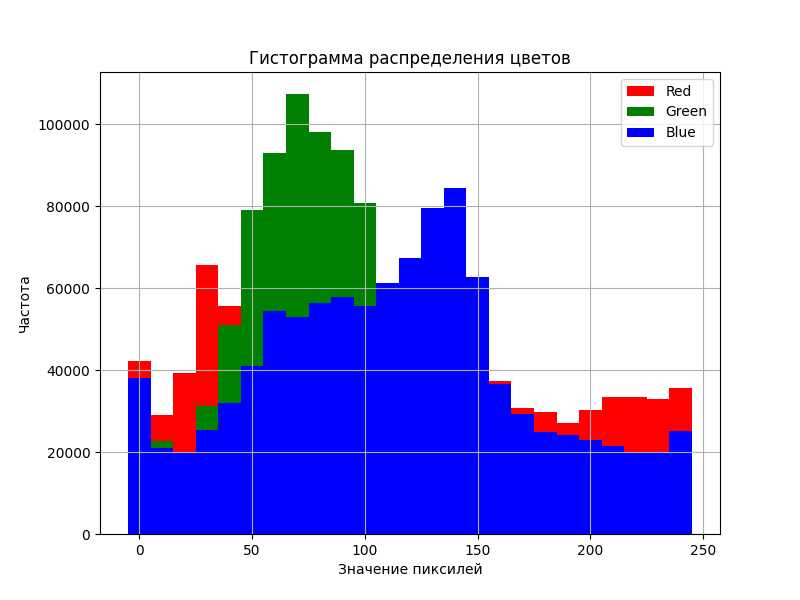 Гистограмма распределения цветов
Red
Green
Blue
Частота
100000
80000
60000
40000
20000
0
0 50 100 150 200 250
Значение пиксилей